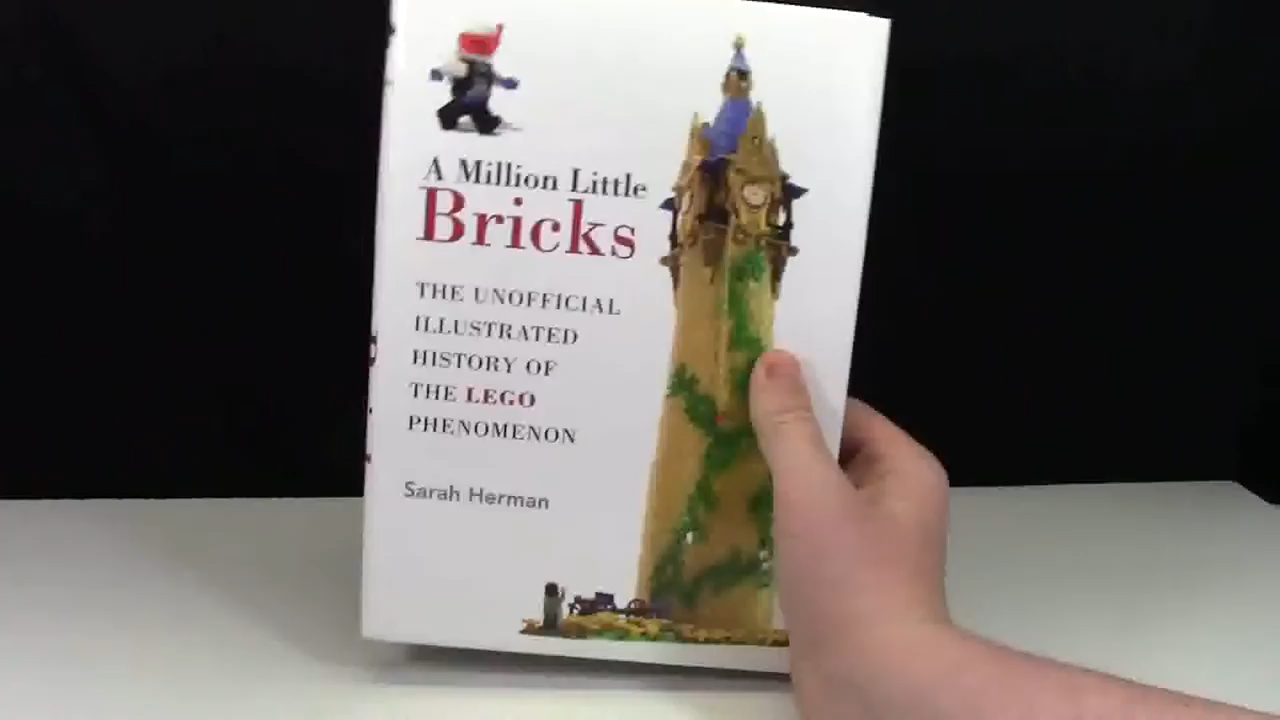 A Million Little
Bricks
THE UNOFFICIAL
ILLUSTRATED
HISTORY OF
THE LEGO
PHENOMENON
Sarah Herman